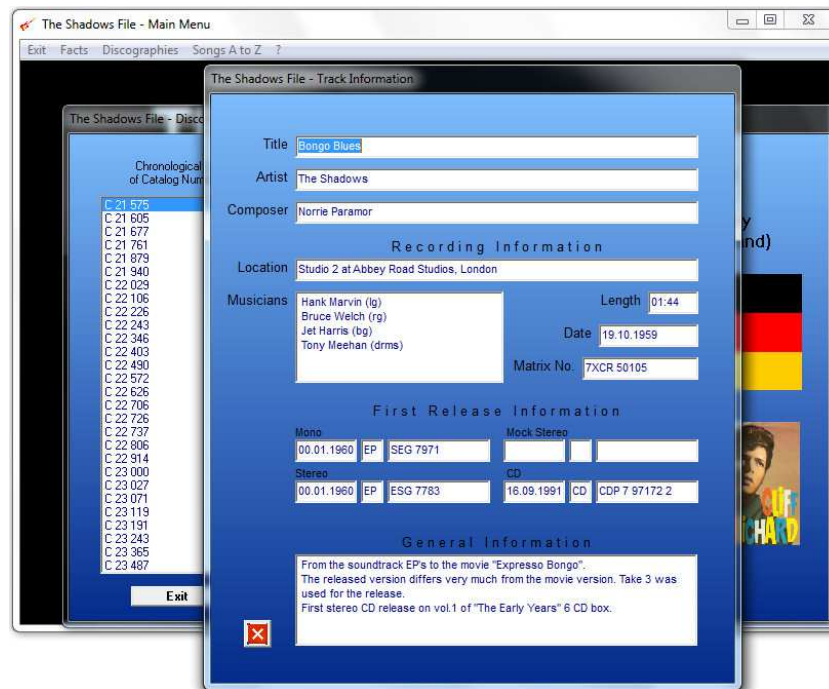 The Shadows File - Main Menu
Exit Facts Discographies Songs A to Z ?
The Shadows File - Disco
Chronological
of Catalog Num
C 21 575
C 21 605
C 21 677
C 21 761
C 21 879
C 21 940
C 22 029
C 22 106
C 22 226
C 22 243
C 22 346
C 22 403
C 22 490
C 22 572
C 22 626
C 22 706
C 22 726
C 22 737
C 22 806
C 22 914
C 23 000
C 23 027
C 23 071
C 23 119
C 23 191
C 23 243
C 23 365
C 23 487
Exit
The Shadows File - Track Information
Title Bongo Blues
Artist The Shadows
Composer Norrie Paramor
Recording Information
Location Studio 2 at Abbey Road Studios, London
Musicians
Hank Marvin (lg)
Bruce Welch (rg)
Jet Harris (bg)
Tony Meehan (drms)
Length 01:44
Date 19.10.1959
Matrix No. 7XCR 50105
First Release Information
Mono Mock Stereo
00.01.1960 EP SEG 7971
Stereo CD
00.01.1960 EP ESG 7783 16.09.1991 CD CDP 7 97172 2
General Information
From the soundtrack EP's to the movie "Expresso Bongo".
The released version differs very much from the movie version. Take 3 was
used for the release.
First stereo CD release on vol.1 of "The Early Years" 6 CD box.
y
nd)
CLIFF
RICHARD